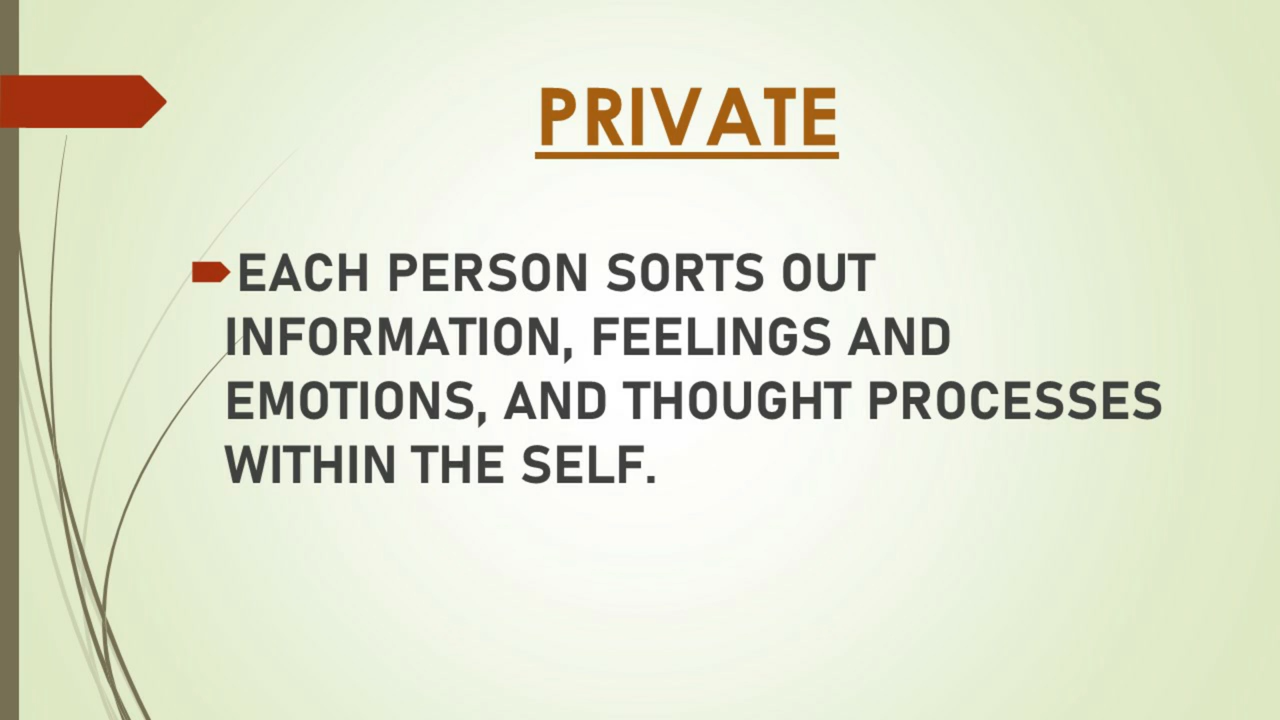 PRIVATE
EACH PERSON SORTS OUT
INFORMATION, FEELINGS AND
EMOTIONS, AND THOUGHT PROCESSES
WITHIN THE SELF.